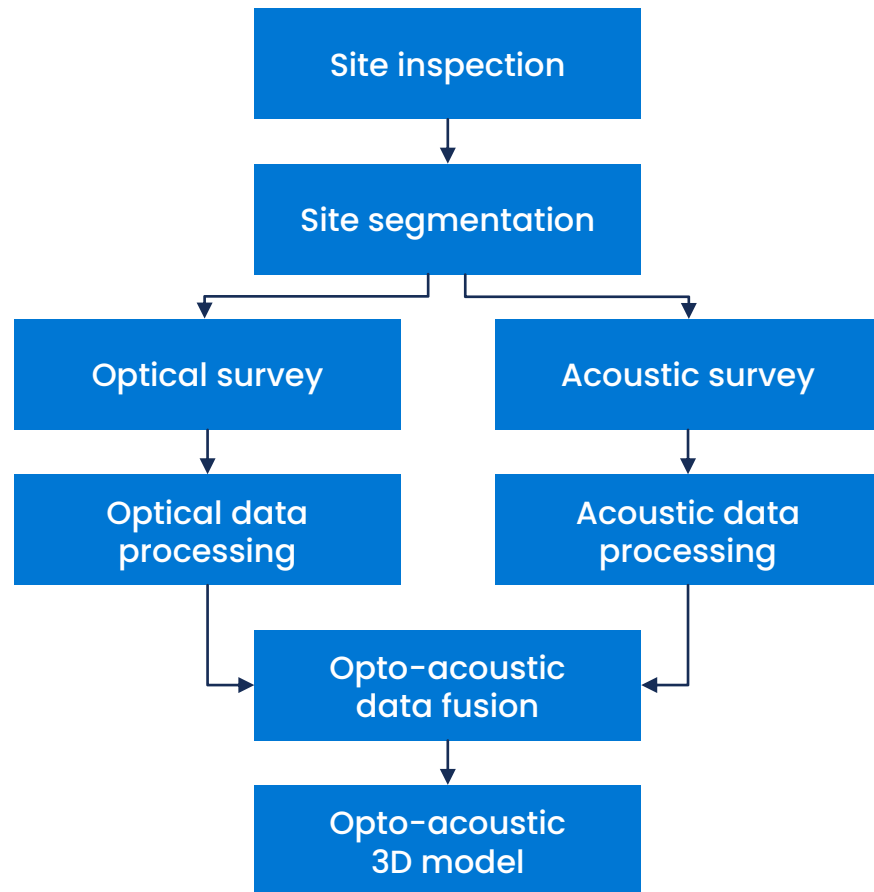 Site inspection
Site segmentation
Optical survey
Acoustic survey
Optical data
processing
Acoustic data
processing
Opto-acoustic
data fusion
Opto-acoustic
3D model